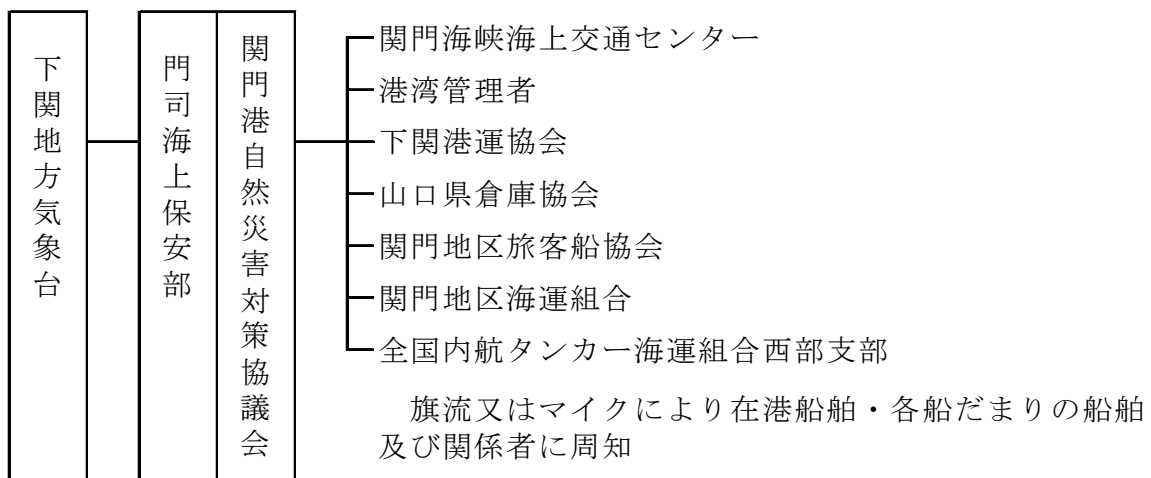 下関地方気象台
門司海上保安部
関門港自然災害対策協議会
関門海峡海上交通センター
港湾管理者
下関港運協会
山口県倉庫協会
関門地区旅客船協会
関門地区海運組合
全国内航タンカー海運組合西部支部
旗流又はマイクにより在港船舶・各船だまりの船舶
及び関係者に周知